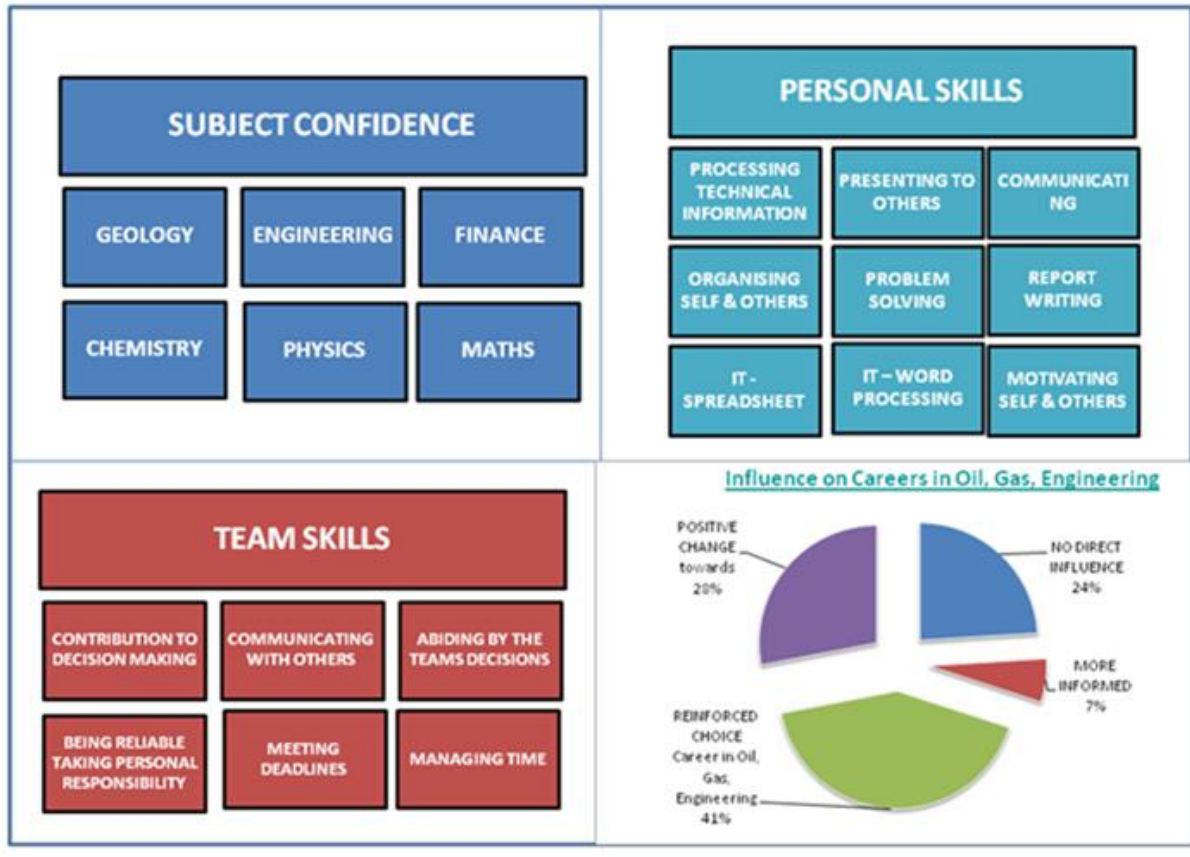 SUBJECT CONFIDENCE
GEOLOGY
ENGINEERING
FINANCE
CHEMISTRY
PHYSICS
MATHS
PERSONAL SKILLS
PROCESSING
TECHNICAL
INFORMATION
PRESENTING TO
OTHERS
COMMUNICATI
NG
ORGANISING
SELF & OTHERS
PROBLEM
SOLVING
REPORT
WRITING
IT -
SPREADSHEET
IT – WORD
PROCESSING
MOTIVATING
SELF & OTHERS
TEAM SKILLS
CONTRIBUTION TO
DECISION MAKING
COMMUNICATING
WITH OTHERS
ABIDING BY THE
TEAMS DECISIONS
BEING RELIABLE
TAKING PERSONAL
RESPONSIBILITY
MEETING
DEADLINES
MANAGING TIME
Influence on Careers in Oil, Gas, Engineering
POSITIVE
CHANGE
towards
28%
NO DIRECT
INFLUENCE
24%
MORE
INFORMED
7%
REINFORCED
CHOICE
Career in Oil,
Gas,
Engineering
41%